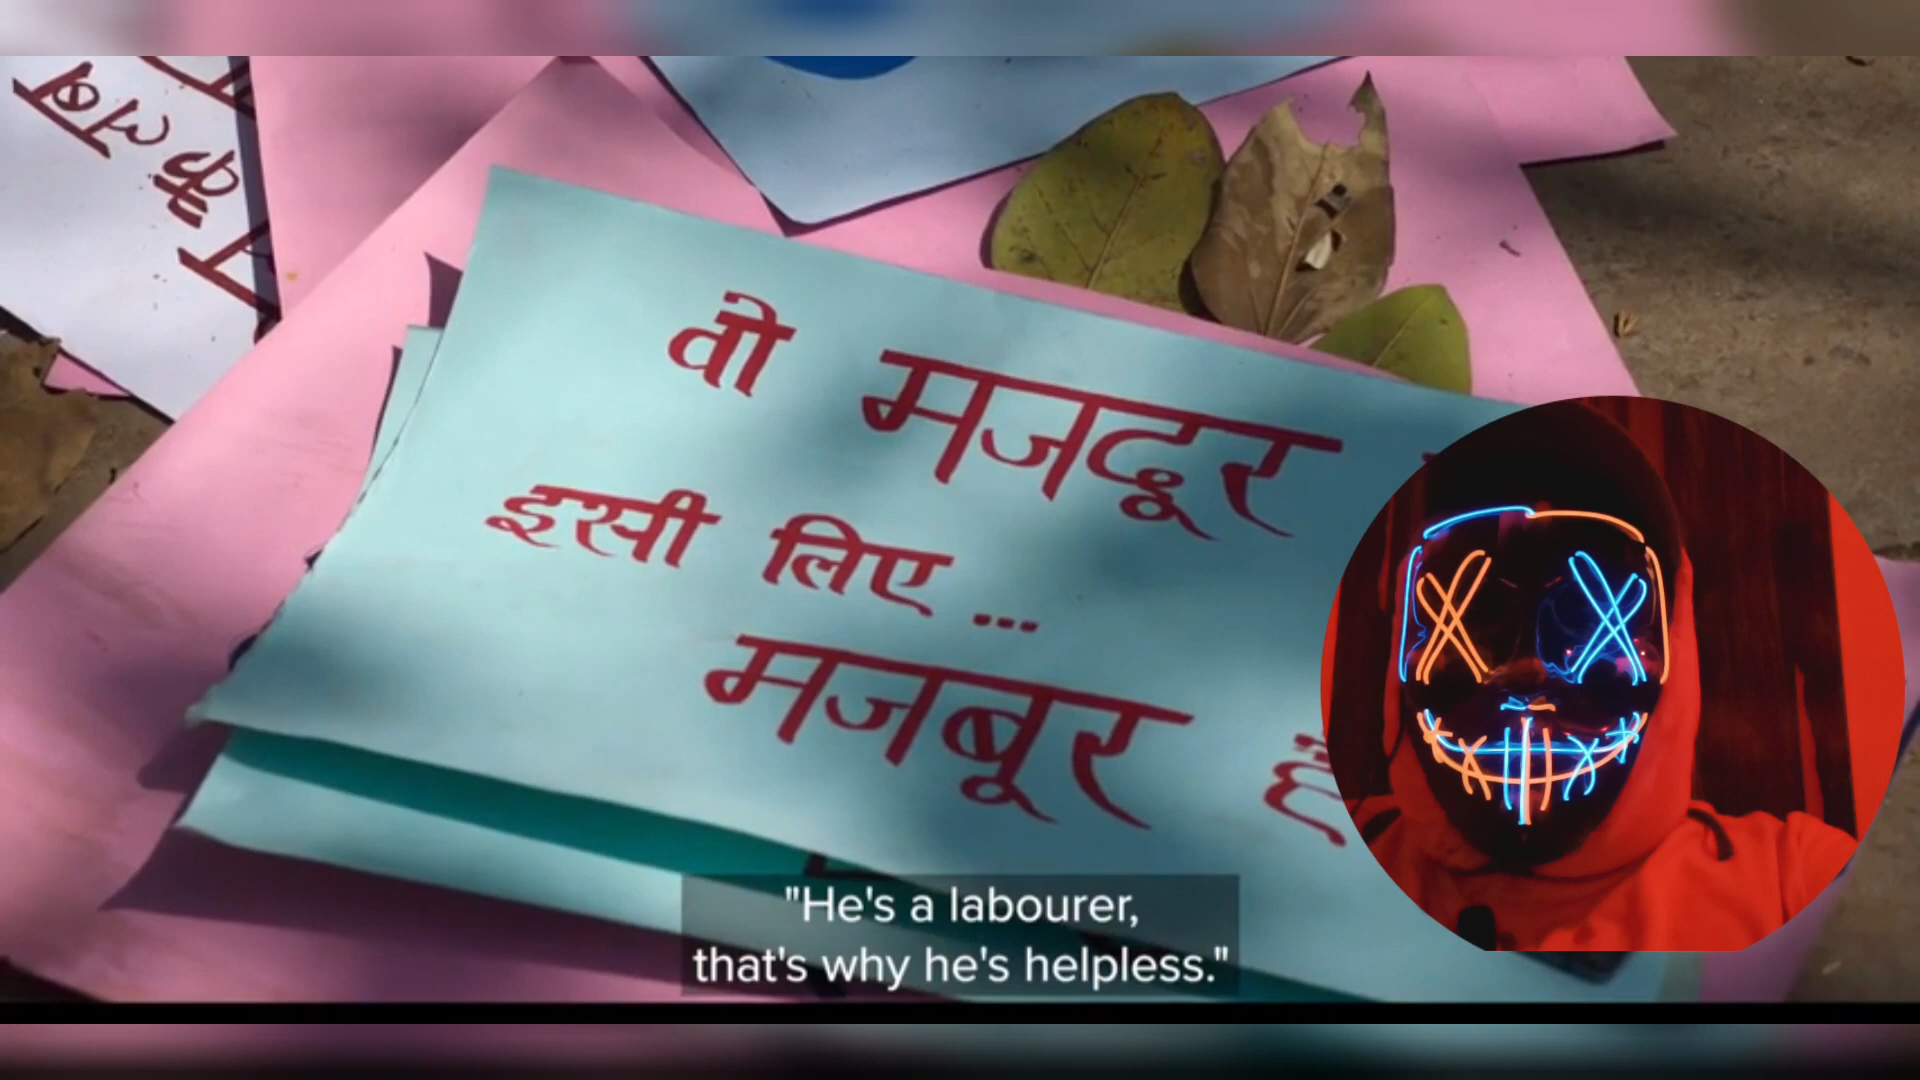 वो मजदूर
इसी लिए ...
मजबूर है
"He's a labourer,
that's why he's helpless."